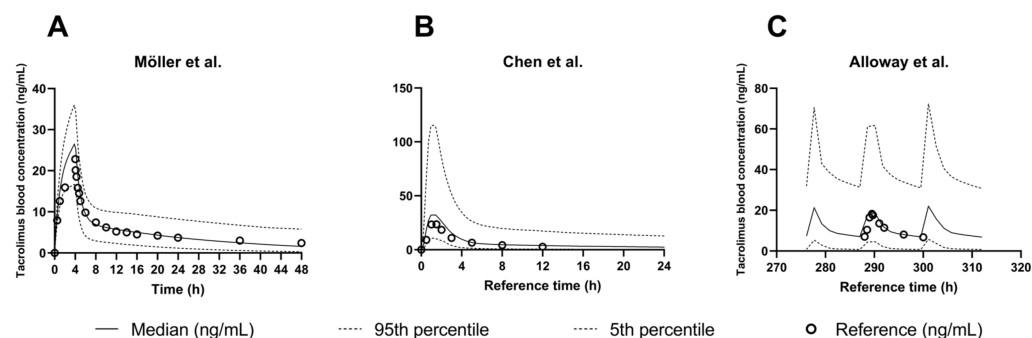 A
Möller et al.
Tacrolimus blood concentration (ng/mL)
40
30
20
10
0
0 4 8 12 16 20 24 28 32 36 40 44 48
Time (h)
B
Chen et al.
Tacrolimus blood concentration (ng/mL)
150
100
50
0
0 4 8 12 16 20 24
Reference time (h)
C
Alloway et al.
Tacrolimus blood concentration (ng/mL)
80
60
40
20
0
270 280 290 300 310 320
Reference time (h)
Median (ng/mL) 95th percentile 5th percentile Reference (ng/mL)